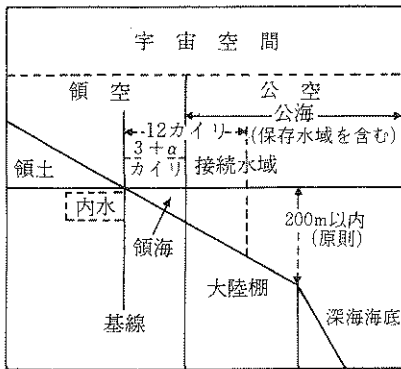 宇宙空間
領空 公空
公海
12カイリ (保存水域を含む)
3+α
カイリ 接続水域
領土
内水
領海
200m以内
(原則)
大陸棚
基線
深海海底